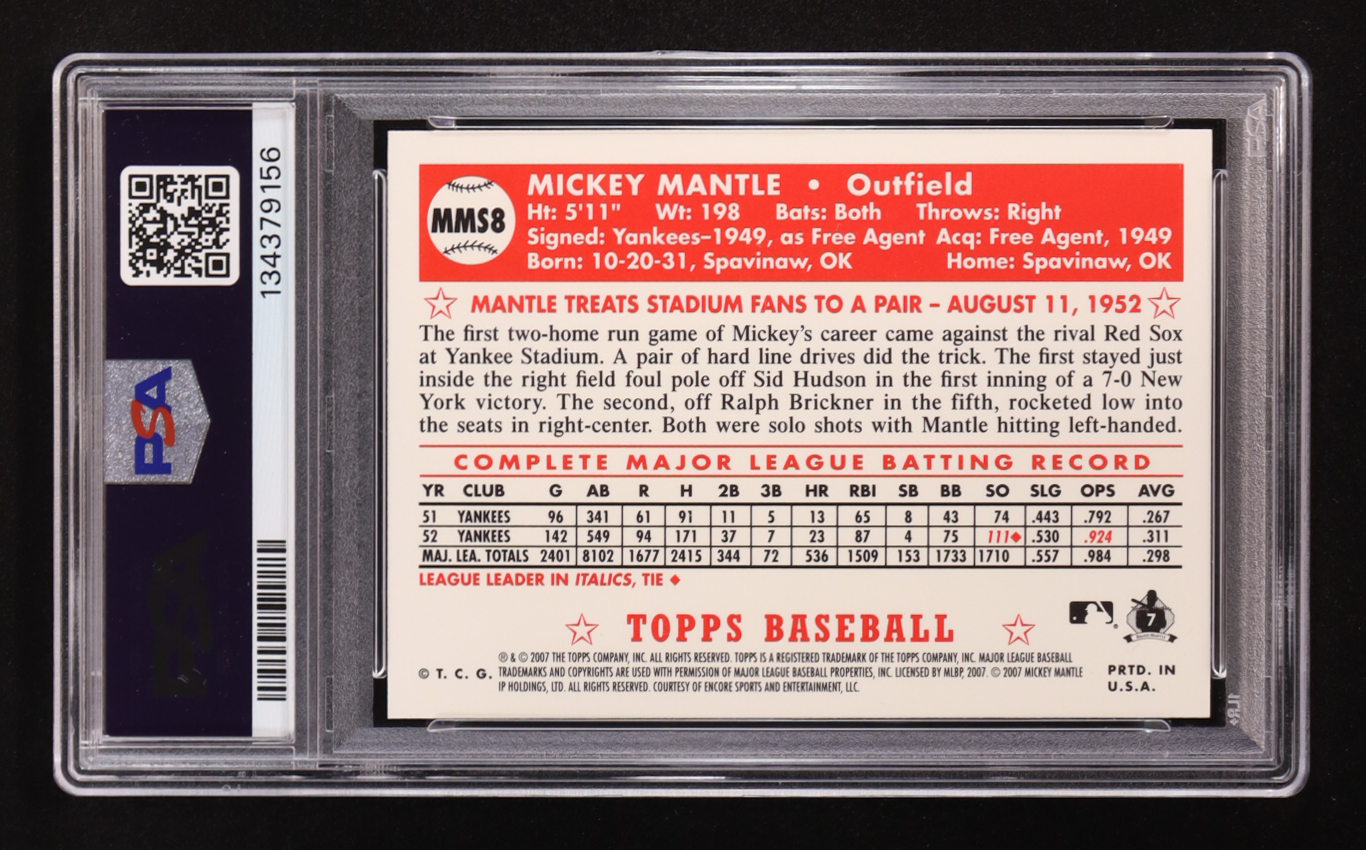 134379156
PSA
MMS8
MICKEY MANTLE • Outfield
Ht: 5'11" Wt: 198 Bats: Both Throws: Right
Signed: Yankees–1949, as Free Agent Acq: Free Agent, 1949
Born: 10-20-31, Spavinaw, OK Home: Spavinaw, OK
MANTLE TREATS STADIUM FANS TO A PAIR – AUGUST 11, 1952
The first two-home run game of Mickey's career came against the rival Red Sox
at Yankee Stadium. A pair of hard line drives did the trick. The first stayed just
inside the right field foul pole off Sid Hudson in the first inning of a 7-0 New
York victory. The second, off Ralph Brickner in the fifth, rocketed low into
the seats in right-center. Both were solo shots with Mantle hitting left-handed.
COMPLETE MAJOR LEAGUE BATTING RECORD
YR CLUB G AB R H 2B 3B HR RBI SB BB SO SLG OPS AVG
51 YANKEES 96 341 61 91 11 5 13 65 8 43 74 .443 .792 .267
52 YANKEES 142 549 94 171 37 7 23 87 4 75 111◆ .530 .924 .311
MAJ. LEA. TOTALS 2401 8102 1677 2415 344 72 536 1509 153 1733 1710 .557 .984 .298
LEAGUE LEADER IN ITALICS, TIE ◆
TOPPS BASEBALL
7
® & © 2007 THE TOPPS COMPANY, INC. ALL RIGHTS RESERVED. TOPPS IS A REGISTERED TRADEMARK OF THE TOPPS COMPANY, INC. MAJOR LEAGUE BASEBALL
TRADEMARKS AND COPYRIGHTS ARE USED WITH PERMISSION OF MAJOR LEAGUE BASEBALL PROPERTIES, INC. LICENSED BY MLBP, 2007. © 2007 MICKEY MANTLE
IP HOLDINGS, LTD. ALL RIGHTS RESERVED. COURTESY OF ENCORE SPORTS AND ENTERTAINMENT, LLC.
© T. C. G.
PRTD. IN
U.S.A.
PSA